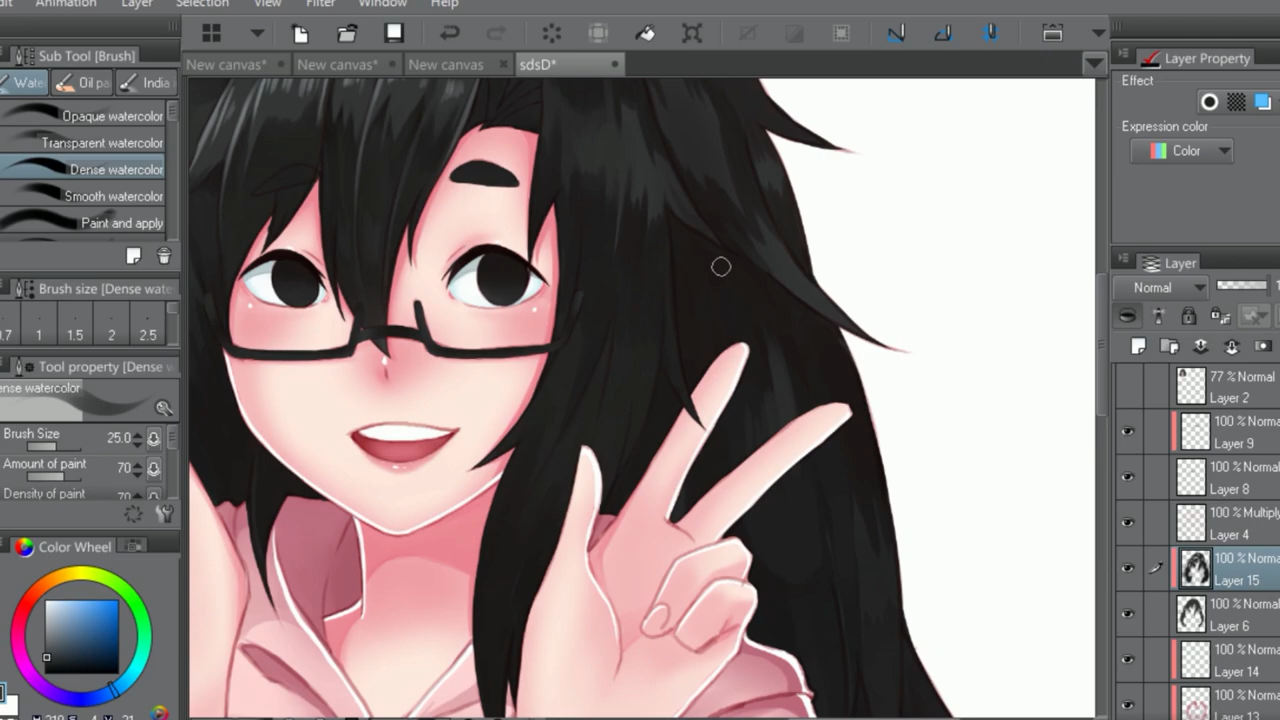 Animation Layer Selection View Filter Window Help
Sub Tool [Brush]
Oil pa India
New canvas* New canvas* New canvas sdsD*
Opaque watercolor
Transparent watercolor
Dense watercolor
Smooth watercolor
Paint and apply
Brush size [Dense wate
0.7 1 1.5 2 2.5
Tool property [Dense w
ense watercolor
Brush Size 25.0
Amount of paint 70
Density of paint 70
Color Wheel
Layer Property
Effect
Expression color
Color
Layer
Normal
77 % Normal
Layer 2
100 % Normal
Layer 9
100 % Normal
Layer 8
100 % Multiply
Layer 4
100 % Norma
Layer 15
100 % Norma
Layer 6
100 % Norma
Layer 14
100 % Norma
Layer 13